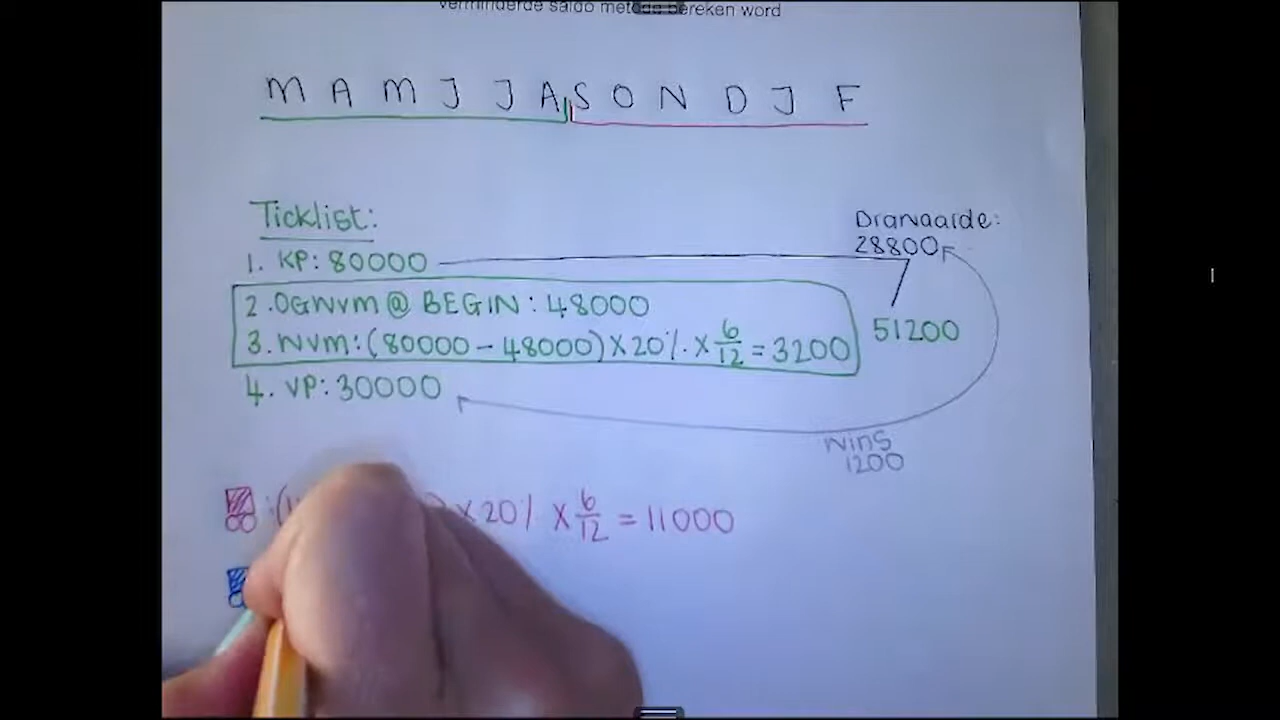 verminderde saldo metode bereken word
M A M J J A S O N D J F
Ticklist:
1. KP: 80000
2. OGWVM @ BEGIN: 48000
3. WVM: (80000 - 48000) X 20% X 6/12 = 3200
4. VP: 30000
Drawaarde:
28800
51200
Wins
1200
X 20% X 6/12 = 11000